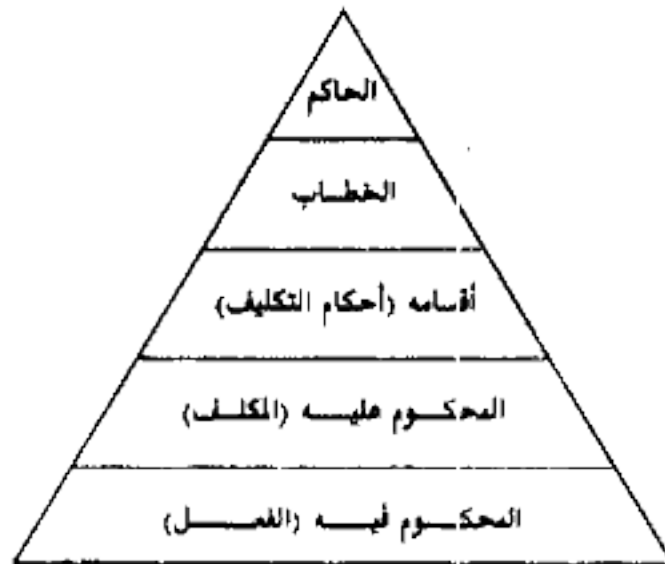 الحاكم
الخطاب
أقسامه (أحكام التكليف)
المحكوم عليه (المكلف)
المحكوم فيه (الفعل)